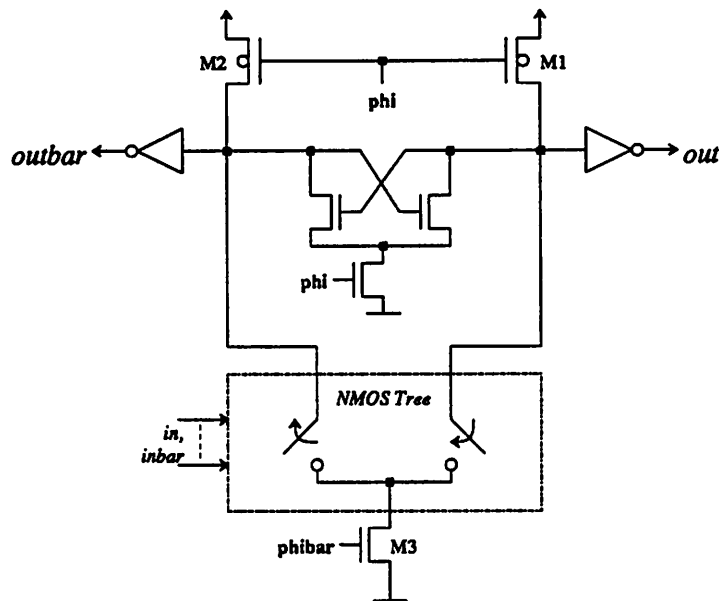 M2
M1
phi
outbar
out
phi
NMOS Tree
in,
inbar
phibar
M3